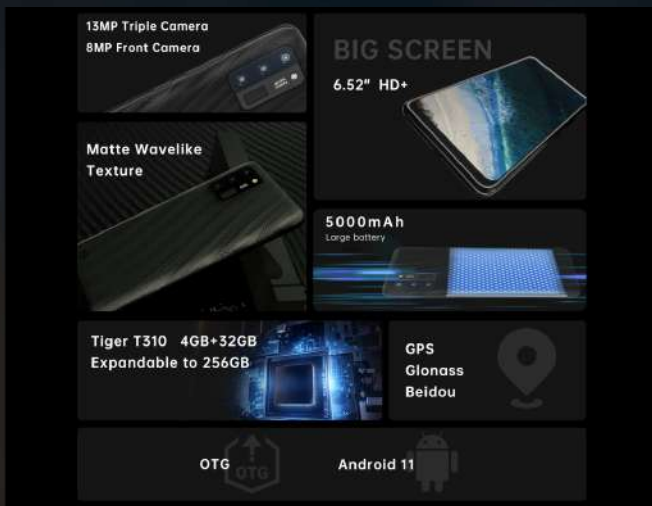 13MP Triple Camera
8MP Front Camera
BIG SCREEN
6.52" HD+
Matte Wavelike
Texture
5000mAh
Large battery
Tiger T310 4GB+32GB
Expandable to 256GB
GPS
Glonass
Beidou
OTG
OTG
Android 11